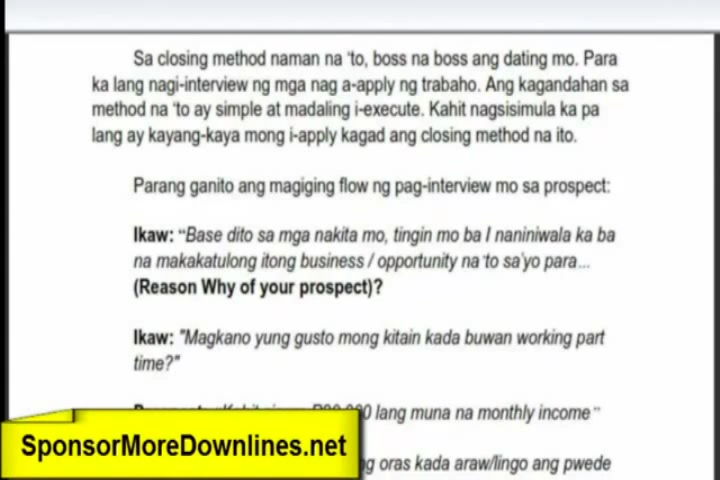 Sa closing method naman na 'to, boss na boss ang dating mo. Para
ka lang nagi-interview ng mga nag a-apply ng trabaho. Ang kagandahan sa
method na 'to ay simple at madaling i-execute. Kahit nagsisimula ka pa
lang ay kayang-kaya mong i-apply kagad ang closing method na ito.
Parang ganito ang magiging flow ng pag-interview mo sa prospect:
Ikaw: "Base dito sa mga nakita mo, tingin mo ba I naniniwala ka ba
na makakatulong itong business / opportunity na 'to sa'yo para...
(Reason Why of your prospect)?
Ikaw: "Magkano yung gusto mong kitain kada buwan working part
time?"
lang muna na monthly income"
SponsorMoreDownlines.net
oras kada araw/lingo ang pwede